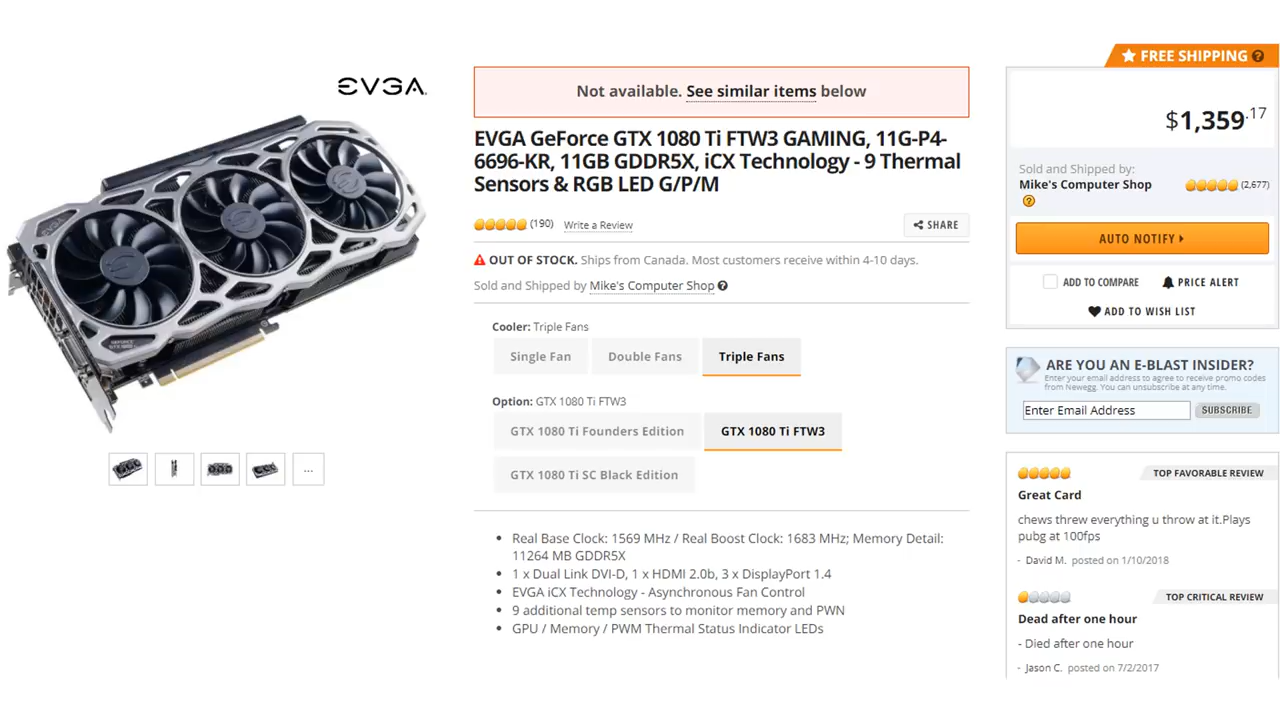 EVGA
Not available. See similar items below
EVGA GeForce GTX 1080 Ti FTW3 GAMING, 11G-P4-
6696-KR, 11GB GDDR5X, iCX Technology - 9 Thermal
Sensors & RGB LED G/P/M
(190) Write a Review
SHARE
OUT OF STOCK. Ships from Canada. Most customers receive within 4-10 days.
Sold and Shipped by Mike's Computer Shop ?
Cooler: Triple Fans
Single Fan
Double Fans
Triple Fans
Option: GTX 1080 Ti FTW3
GTX 1080 Ti Founders Edition
GTX 1080 Ti FTW3
GTX 1080 Ti SC Black Edition
• Real Base Clock: 1569 MHz / Real Boost Clock: 1683 MHz; Memory Detail:
11264 MB GDDR5X
• 1 x Dual Link DVI-D, 1 x HDMI 2.0b, 3 x DisplayPort 1.4
• EVGA iCX Technology - Asynchronous Fan Control
• 9 additional temp sensors to monitor memory and PWN
• GPU / Memory / PWM Thermal Status Indicator LEDs
...
FREE SHIPPING ?
$1,359.17
Sold and Shipped by:
Mike's Computer Shop
(2,677)
?
AUTO NOTIFY
ADD TO COMPARE
PRICE ALERT
ADD TO WISH LIST
ARE YOU AN E-BLAST INSIDER?
Enter your email address to agree to receive promo codes
from Newegg. You can unsubscribe at any time.
Enter Email Address
SUBSCRIBE
TOP FAVORABLE REVIEW
Great Card
chews threw everything u throw at it.Plays
pubg at 100fps
- David M. posted on 1/10/2018
TOP CRITICAL REVIEW
Dead after one hour
- Died after one hour
- Jason C. posted on 7/2/2017